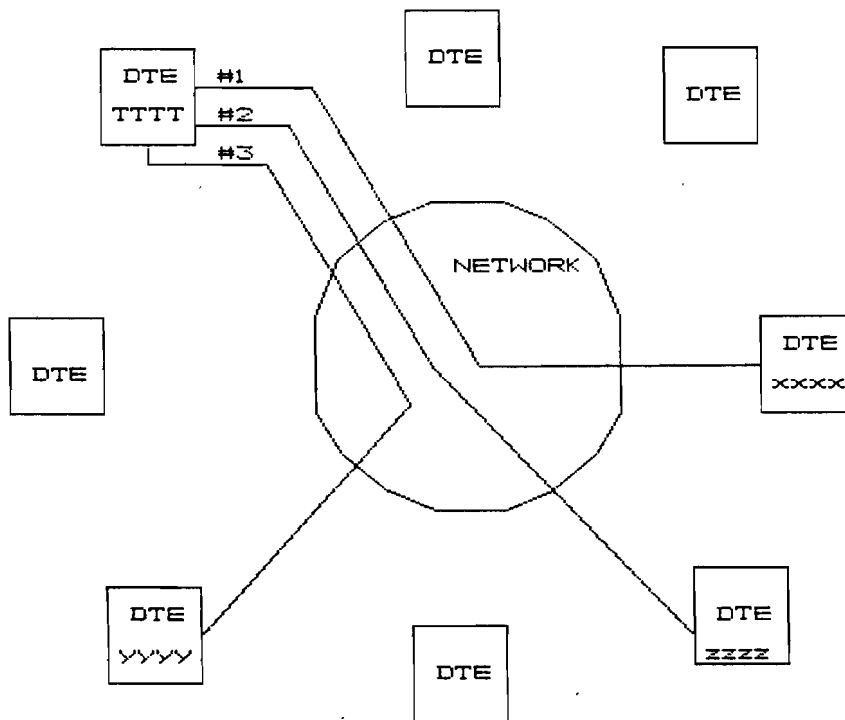 DTE
TTTT
#1
#2
#3
DTE
DTE
NETWORK
DTE
DTE
xxxx
DTE
yyyy
DTE
DTE
zzzz